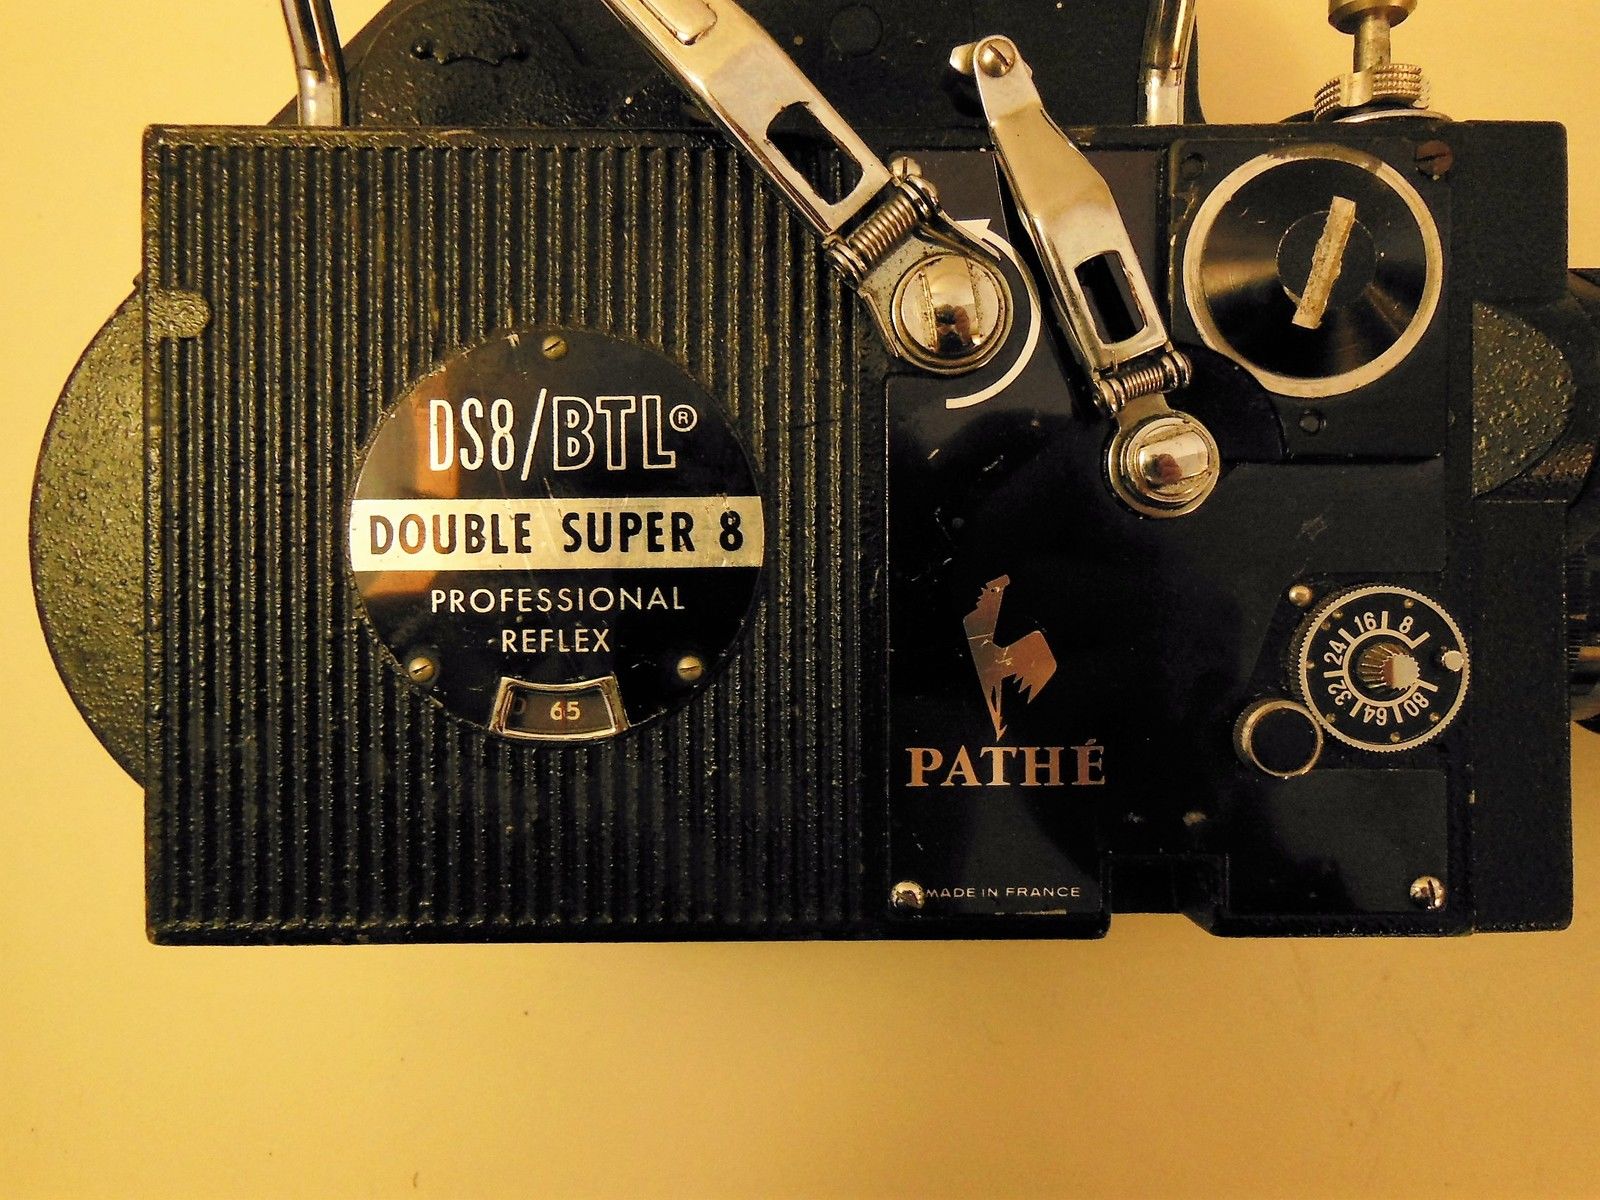 DS8/BTL®
DOUBLE SUPER 8
PROFESSIONAL
REFLEX
65
PATHÉ
MADE IN FRANCE
8
16
24
32
64
80